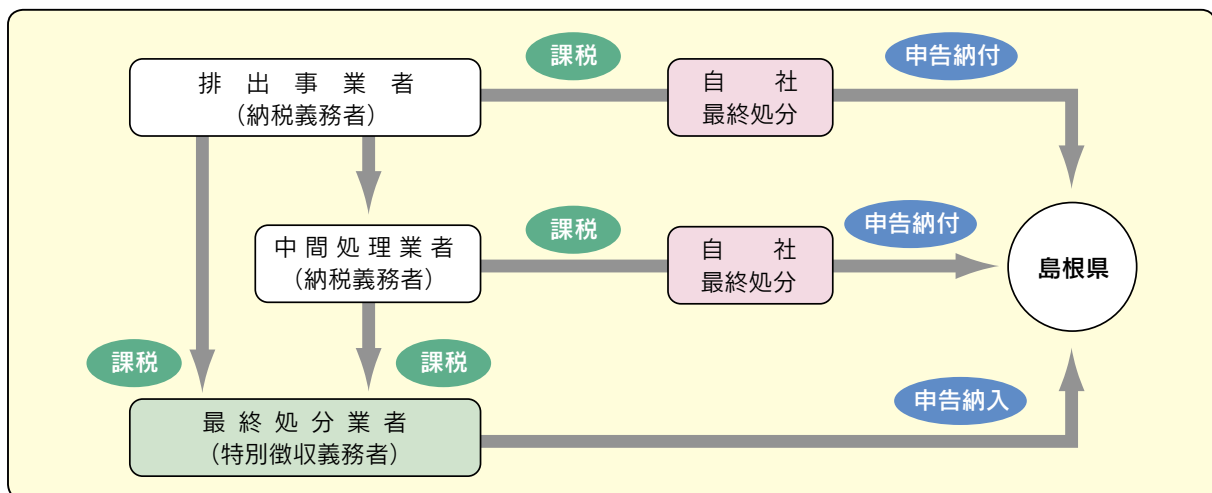 課税
申告納付
排出事業者
(納税義務者)
自社
最終処分
課税
申告納付
中間処理業者
(納税義務者)
自社
最終処分
島根県
課税
課税
申告納入
最終処分業者
(特別徴収義務者)